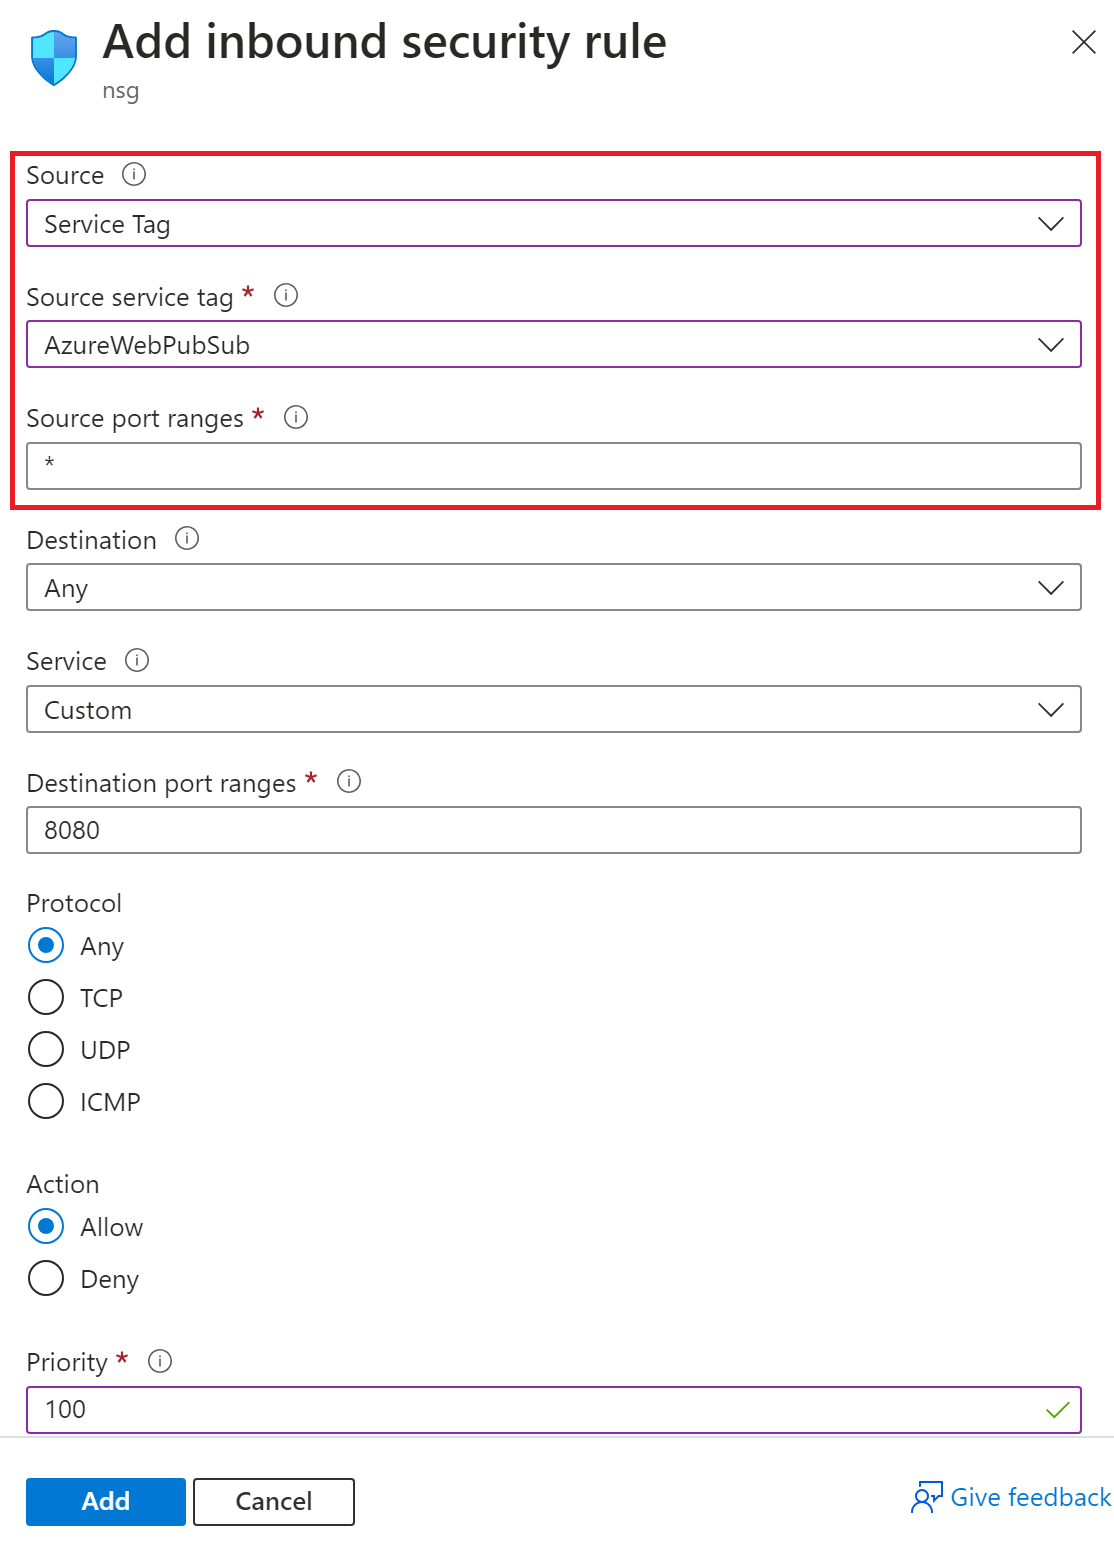 Add inbound security rule
nsg
Source
Service Tag
Source service tag *
AzureWebPubSub
Source port ranges *
*
Destination
Any
Service
Custom
Destination port ranges *
8080
Protocol
Any
TCP
UDP
ICMP
Action
Allow
Deny
Priority *
100
Add Cancel Give feedback